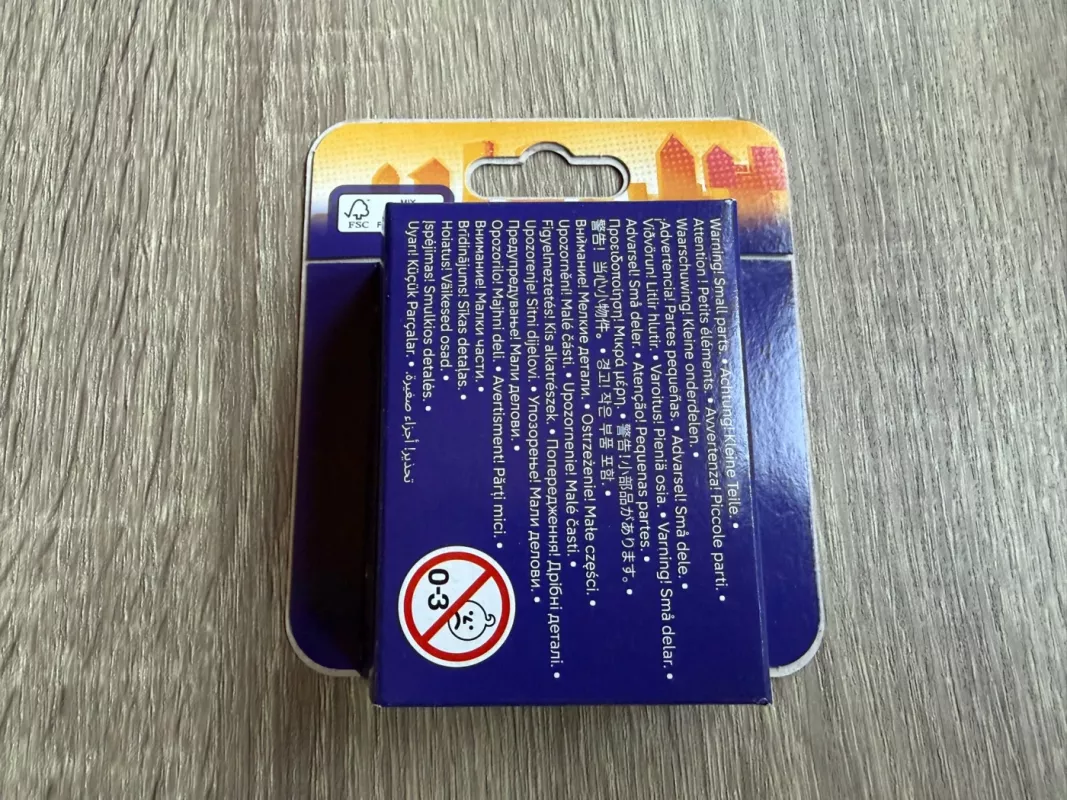 FSC
MIX
Warning! Small parts. • Achtung! Kleine Teile. •
Attention ! Petits éléments. • Avvertenza! Piccole parti. •
Waarschuwing! Kleine onderdelen. •
¡Advertencia! Partes pequeñas. • Advarsel! Små dele. •
Viðvörun! Litlir hlutir. • Varoitus! Pieniä osia. • Varning! Små delar. •
Advarsel! Små deler. • Atenção! Pequenas partes. •
Προειδοποίηση! Μικρά μέρη. • 警告!小部品があります。 •
警告! 当心小物件。 • 경고! 작은 부품 포함. •
Внймание! Мелкие детали. • Ostrzeżenie! Małe części. •
Upozornění! Malé části. • Upozornenie! Malé časti. •
Figyelmeztetés! Kis alkatrészek. • Попередження! Дрібні деталі. •
Upozorenje! Sitni dijelovi. • Упозорење! Мали делови. •
Предупредување! Мали делови. •
Opozorilo! Majhni deli. • Avertisment! Părți mici. •
Внимание! Малки части. •
Brīdinājums! Sīkas detaļas. •
Hoiatus! Väikesed osad. •
Įspėjimas! Smulkios detalės. •
Uyarı! Küçük Parçalar. • تحذير! أجزاء صغيرة.
0-3